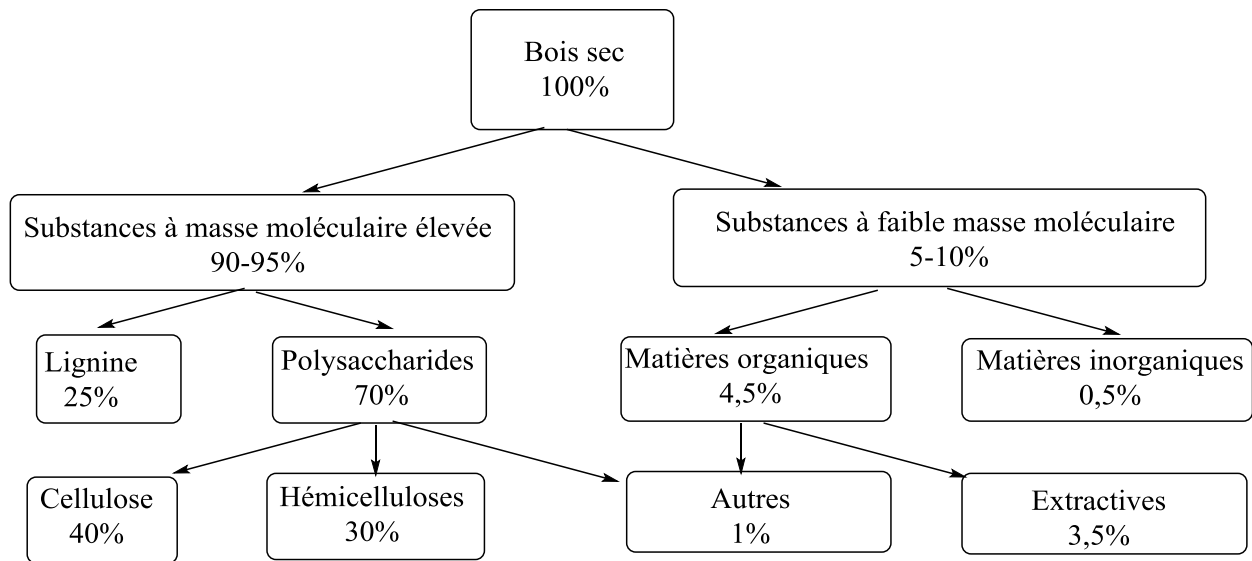 Bois sec
100%
Substances à masse moléculaire élevée
90-95%
Substances à faible masse moléculaire
5-10%
Lignine
25%
Polysaccharides
70%
Matières organiques
4,5%
Matières inorganiques
0,5%
Cellulose
40%
Hémicelluloses
30%
Autres
1%
Extractives
3,5%